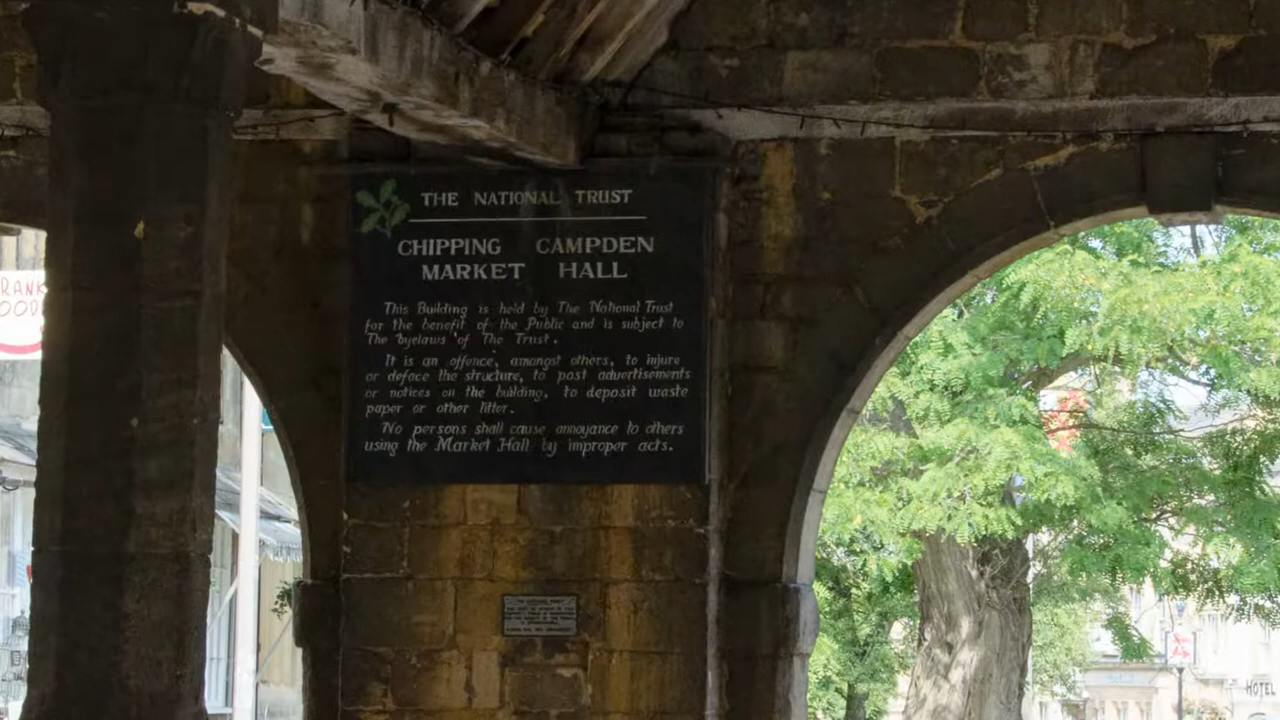 THE NATIONAL TRUST
CHIPPING CAMPDEN
MARKET HALL
This Building is held by The National Trust
for the benefit of the Public and is subject to
The byelaws of The Trust.
It is an offence, amongst others, to injure
or deface the structure, to post advertisements
or notices on the building, to deposit waste
paper or other litter.
No persons shall cause annoyance to others
using the Market Hall by improper acts.
HOTEL